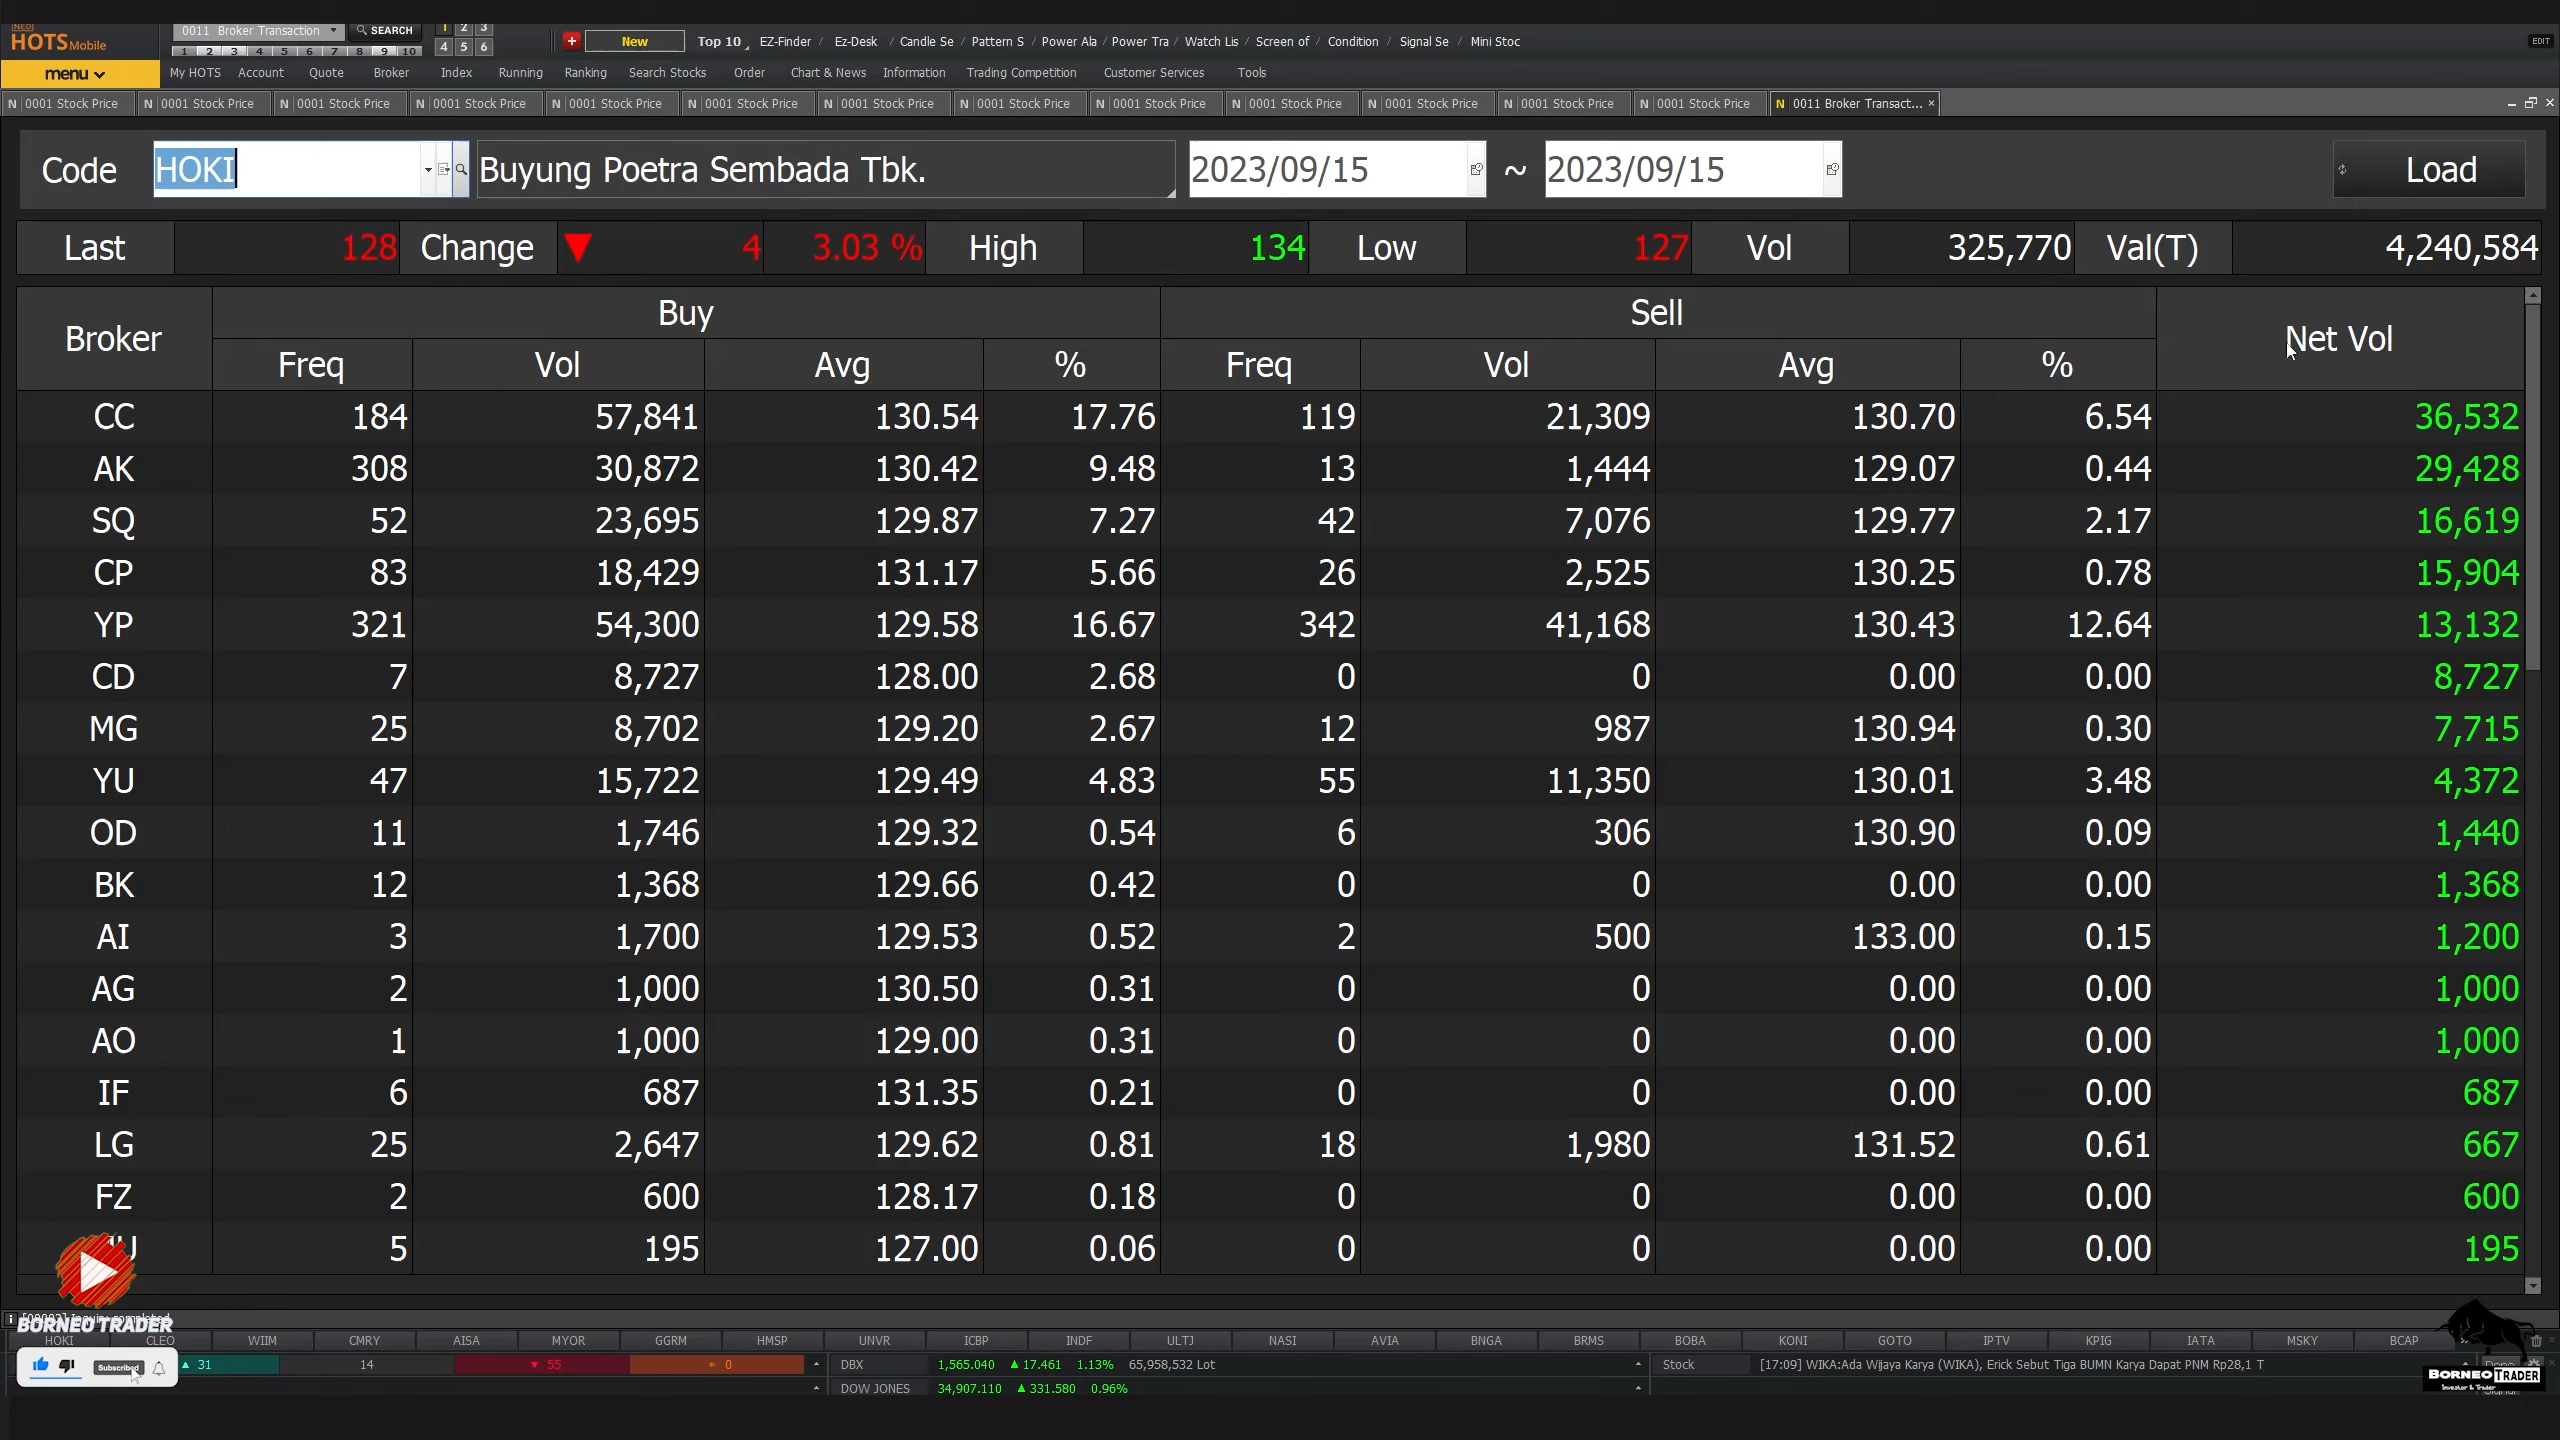 [NEO]
HOTS Mobile
0011 Broker Transaction
SEARCH
1 2 3
1 2 3 4 5 6 7 8 9 10
4 5 6
New
Top 10 EZ-Finder / Ez-Desk / Candle Se / Pattern S / Power Ala / Power Tra / Watch Lis / Screen of / Condition / Signal Se / Mini Stoc
EDIT
menu
My HOTS Account Quote Broker Index Running Ranking Search Stocks Order Chart & News Information Trading Competition Customer Services Tools
N 0001 Stock Price N 0001 Stock Price N 0001 Stock Price N 0001 Stock Price N 0001 Stock Price N 0001 Stock Price N 0001 Stock Price N 0001 Stock Price N 0001 Stock Price N 0001 Stock Price N 0001 Stock Price N 0001 Stock Price N 0001 Stock Price N 0011 Broker Transact... ×
Code HOKI Buyung Poetra Sembada Tbk. 2023/09/15 ~ 2023/09/15 Load
Last 128 Change ▼ 4 3.03 % High 134 Low 127 Vol 325,770 Val(T) 4,240,584
Broker Buy Sell Net Vol
Freq Vol Avg % Freq Vol Avg %
CC 184 57,841 130.54 17.76 119 21,309 130.70 6.54 36,532
AK 308 30,872 130.42 9.48 13 1,444 129.07 0.44 29,428
SQ 52 23,695 129.87 7.27 42 7,076 129.77 2.17 16,619
CP 83 18,429 131.17 5.66 26 2,525 130.25 0.78 15,904
YP 321 54,300 129.58 16.67 342 41,168 130.43 12.64 13,132
CD 7 8,727 128.00 2.68 0 0 0.00 0.00 8,727
MG 25 8,702 129.20 2.67 12 987 130.94 0.30 7,715
YU 47 15,722 129.49 4.83 55 11,350 130.01 3.48 4,372
OD 11 1,746 129.32 0.54 6 306 130.90 0.09 1,440
BK 12 1,368 129.66 0.42 0 0 0.00 0.00 1,368
AI 3 1,700 129.53 0.52 2 500 133.00 0.15 1,200
AG 2 1,000 130.50 0.31 0 0 0.00 0.00 1,000
AO 1 1,000 129.00 0.31 0 0 0.00 0.00 1,000
IF 6 687 131.35 0.21 0 0 0.00 0.00 687
LG 25 2,647 129.62 0.81 18 1,980 131.52 0.61 667
FZ 2 600 128.17 0.18 0 0 0.00 0.00 600
5 195 127.00 0.06 0 0 0.00 0.00 195
BORNEO TRADER
HOKI CLEO WIIM CMRY AISA MYOR GGRM HMSP UNVR ICBP INDF ULTJ NASI AVIA BNGA BRMS BOBA KONI GOTO IPTV KPIG IATA MSKY BCAP
Subscribed
▲ 31 14 ▼ 55 0 DBX 1,565.040 ▲ 17.461 1.13% 65,958,532 Lot Stock [17:09] WIKA:Ada Wijaya Karya (WIKA), Erick Sebut Tiga BUMN Karya Dapat PNM Rp28,1 T
DOW JONES 34,907.110 ▲ 331.580 0.96%
BORNEO TRADER
Investor & Trader